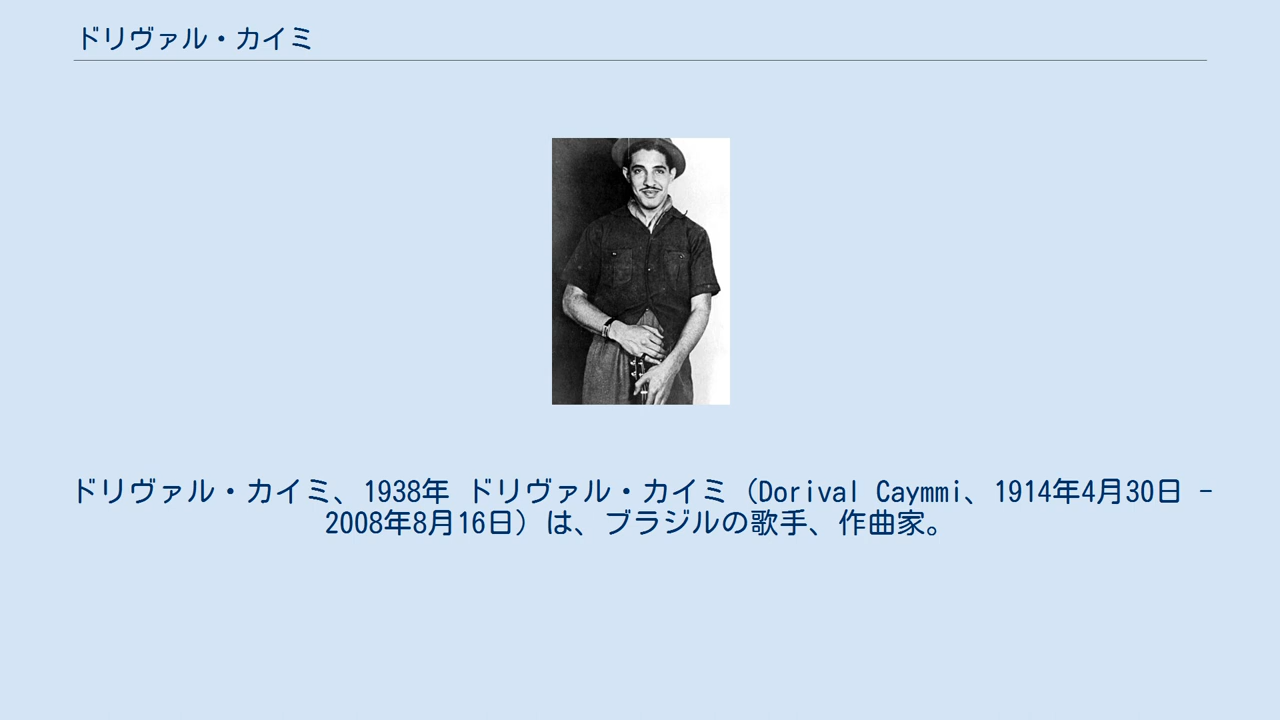 ドリヴァル・カイミ
ドリヴァル・カイミ、1938年 ドリヴァル・カイミ（Dorival Caymmi、1914年4月30日 -
2008年8月16日）は、ブラジルの歌手、作曲家。